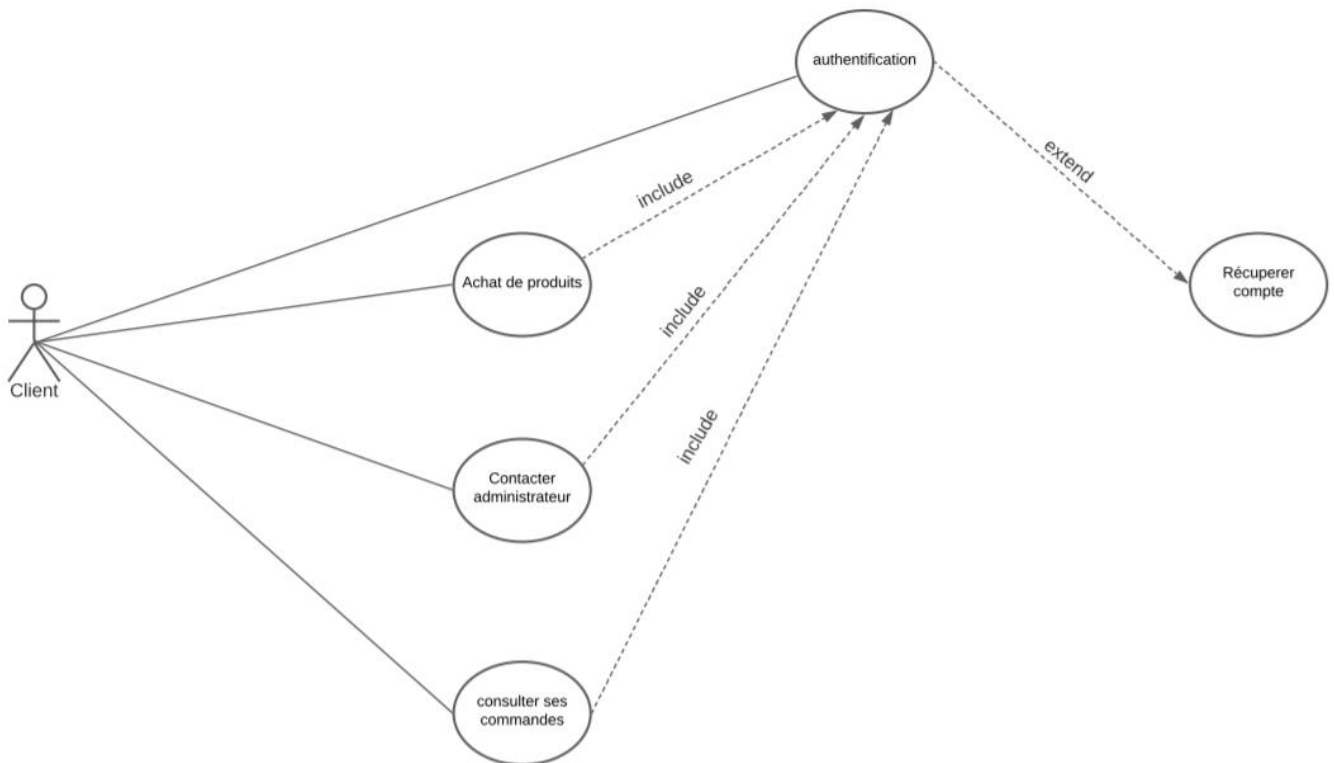 authentification
extend
include
Achat de produits
Récuperer
compte
include
Client
include
Contacter
administrateur
consulter ses
commandes